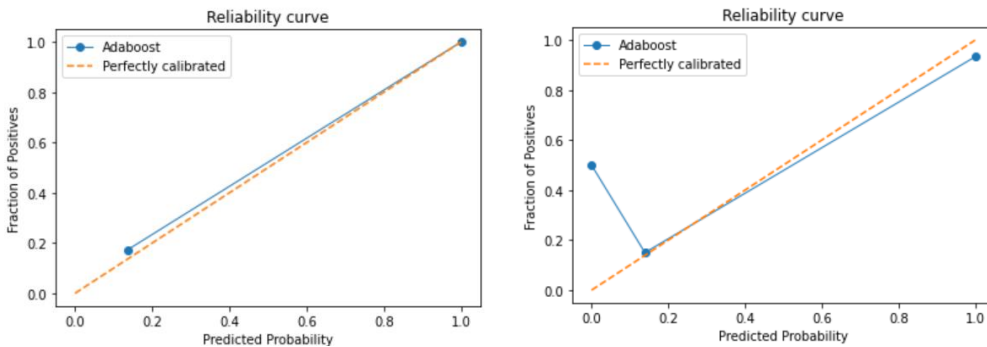 Reliability curve
1.0
0.8
0.6
0.4
0.2
0.0
Fraction of Positives
Adaboost
Perfectly calibrated
0.0 0.2 0.4 0.6 0.8 1.0
Predicted Probability
Reliability curve
1.0
0.8
0.6
0.4
0.2
0.0
Fraction of Positives
Adaboost
Perfectly calibrated
0.0 0.2 0.4 0.6 0.8 1.0
Predicted Probability